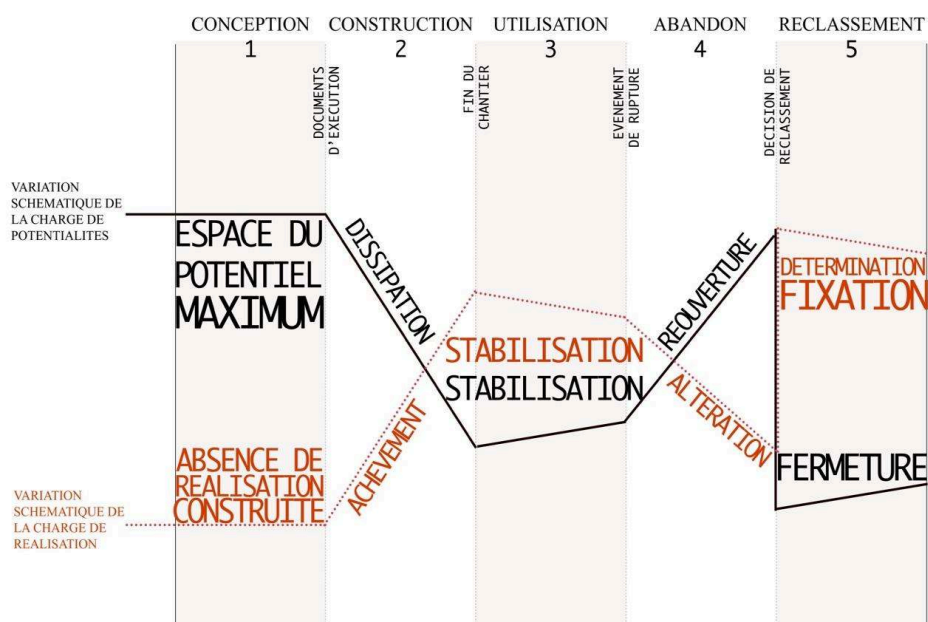 CONCEPTION
1
CONSTRUCTION
2
UTILISATION
3
ABANDON
4
RECLASSEMENT
5
DOCUMENTS
D'EXECUTION
FIN DU
CHANTIER
EVENEMENT
DE RUPTURE
DECISION DE
RECLASSEMENT
VARIATION
SCHEMATIQUE DE
LA CHARGE DE
POTENTIALITES
ESPACE DU
POTENTIEL
MAXIMUM
DISSIPATION
REOUVERTURE
DETERMINATION
FIXATION
STABILISATION
STABILISATION
ACHEVEMENT
ALTERATION
ABSENCE DE
REALISATION
CONSTRUITE
FERMETURE
VARIATION
SCHEMATIQUE DE
LA CHARGE DE
REALISATION